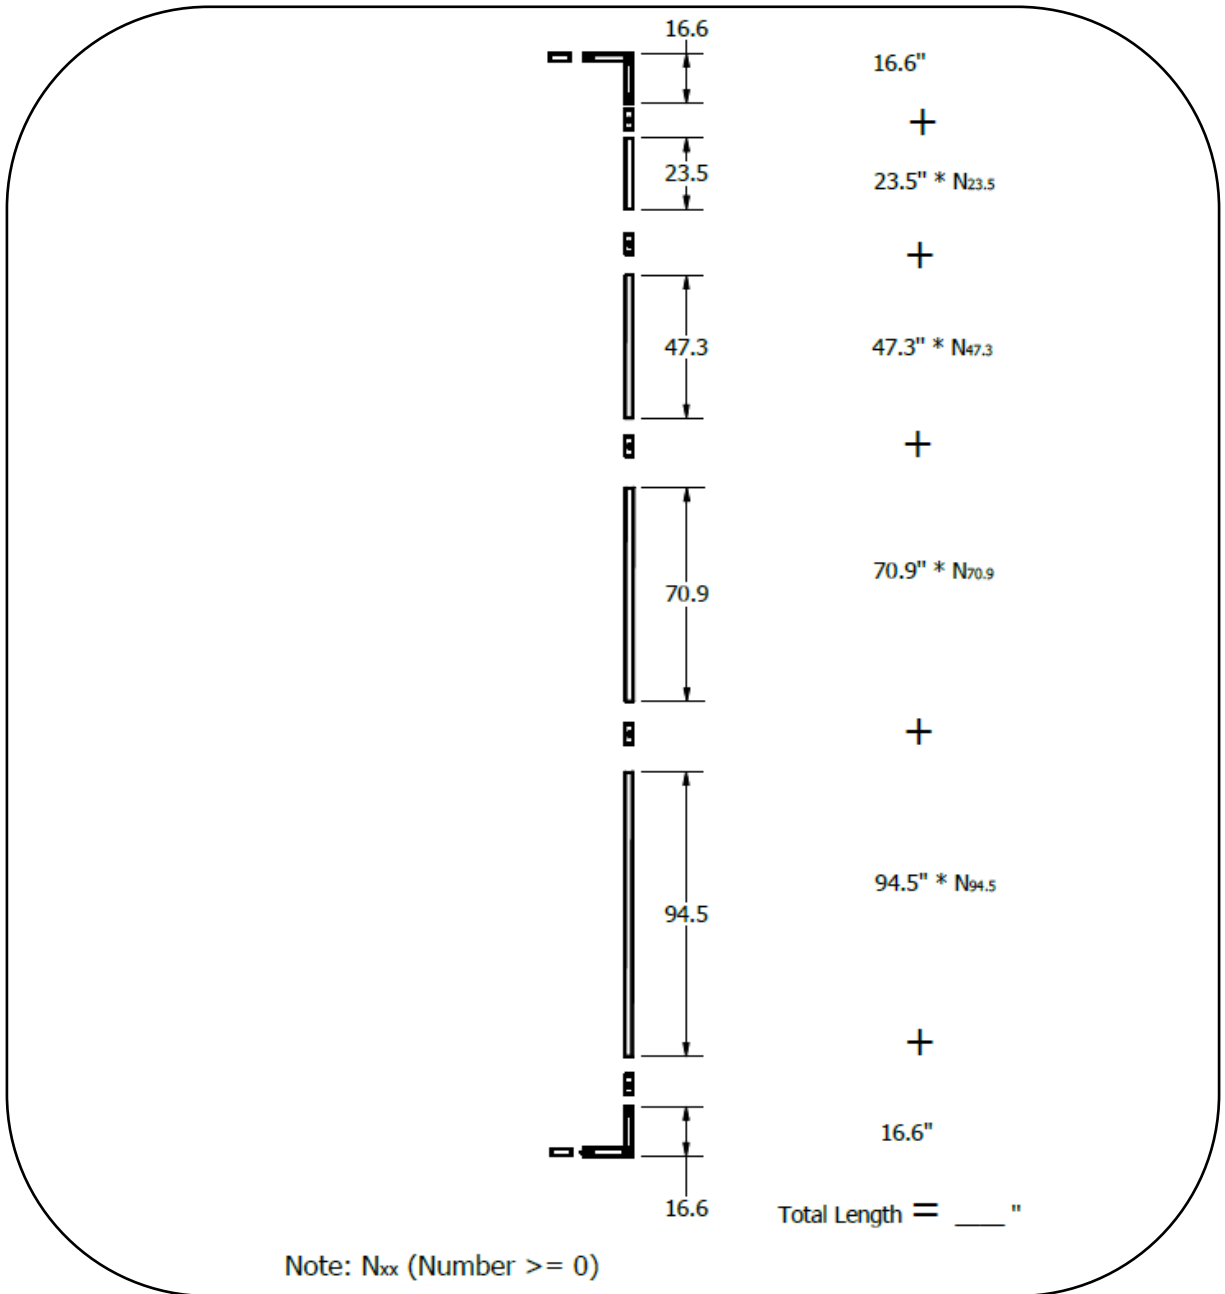 16.6
16.6"
+
23.5
23.5" * N23.5
+
47.3
47.3" * N47.3
+
70.9
70.9" * N70.9
+
94.5
94.5" * N94.5
+
16.6"
16.6
Total Length = ___ "
Note: Nxx (Number >= 0)